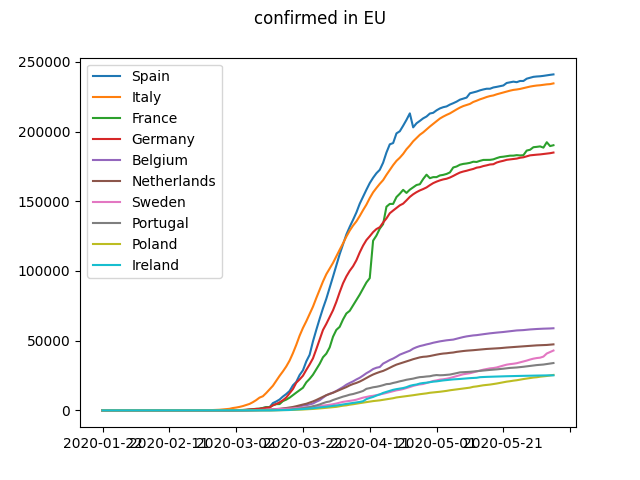 confirmed in EU
250000
200000
150000
100000
50000
0
Spain
Italy
France
Germany
Belgium
Netherlands
Sweden
Portugal
Poland
Ireland
2020-01-22 2020-02-11 2020-03-02 2020-03-22 2020-04-11 2020-05-01 2020-05-21